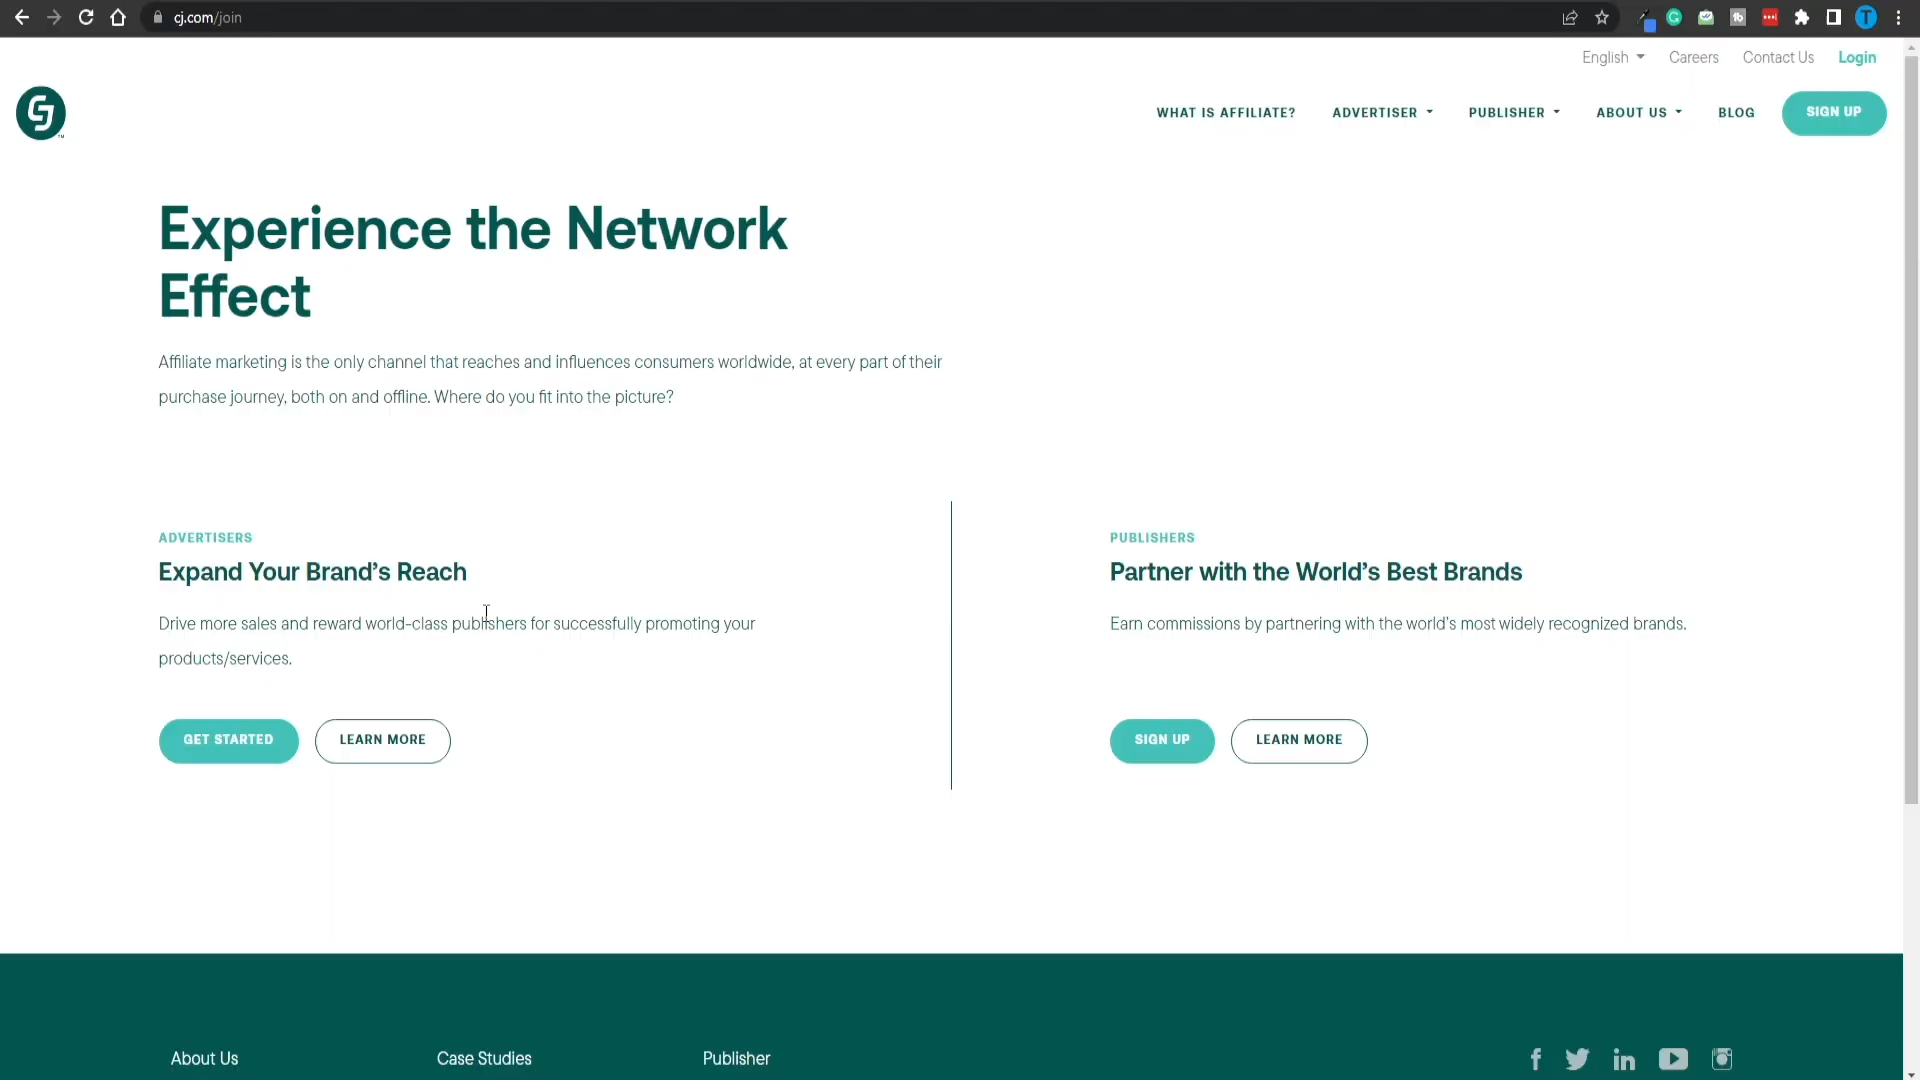 cj.com/join
English
Careers
Contact Us
Login
CJ
WHAT IS AFFILIATE?
ADVERTISER
PUBLISHER
ABOUT US
BLOG
SIGN UP
Experience the Network
Effect
Affiliate marketing is the only channel that reaches and influences consumers worldwide, at every part of their
purchase journey, both on and offline. Where do you fit into the picture?
ADVERTISERS
Expand Your Brand’s Reach
Drive more sales and reward world-class publishers for successfully promoting your
products/services.
GET STARTED
LEARN MORE
PUBLISHERS
Partner with the World’s Best Brands
Earn commissions by partnering with the world's most widely recognized brands.
SIGN UP
LEARN MORE
About Us
Case Studies
Publisher